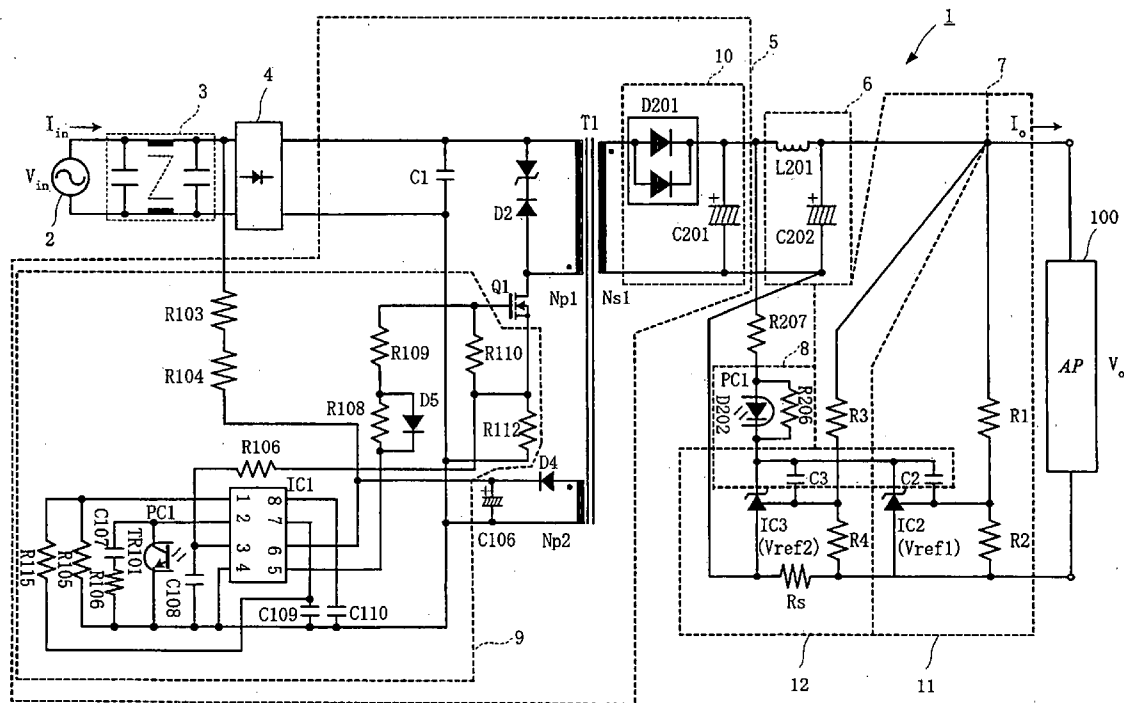 1
5
10
7
3
4
6
D201
T1
Iin
Io
L201
C1
Vin
D2
C201
C202
100
2
Q1
Np1
Ns1
R207
R103
R109
R110
8
PC1
AP
Vo
R104
D5
D202
R206
R3
R1
R108
R112
R106
D4
C3
C2
IC1
1 8
2 7
3 6
4 5
PC1
C107
TR101
C106
Np2
IC3
(Vref2)
R4
IC2
(Vref1)
R2
R115
R105
R106
C108
C109
C110
Rs
9
12
11